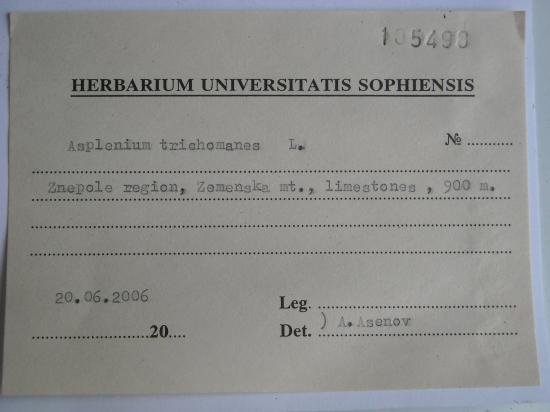 105490
HERBARIUM UNIVERSITATIS SOPHIENSIS
Asplenium trichomanes L. №
Znepole region, Zemenska mt., limestones , 900 m.
20.06.2006
Leg.
20 Det. ) A.Asenov